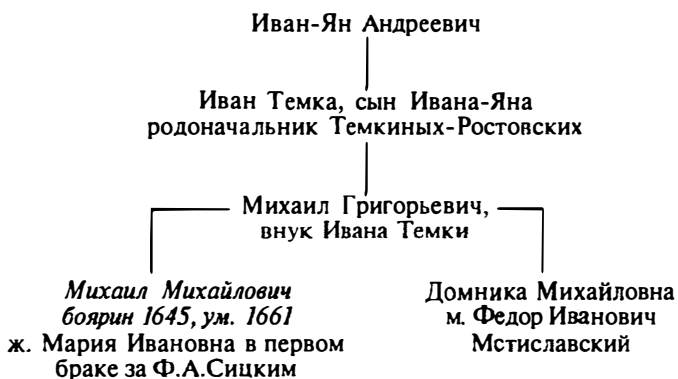 Иван-Ян Андреевич
Иван Темка, сын Ивана-Яна
родоначальник Темкиных-Ростовских
Михаил Григорьевич,
внук Ивана Темки
Михаил Михайлович
боярин 1645, ум. 1661
ж. Мария Ивановна в первом
браке за Ф.А.Сицким
Домника Михайловна
м. Федор Иванович
Мстиславский